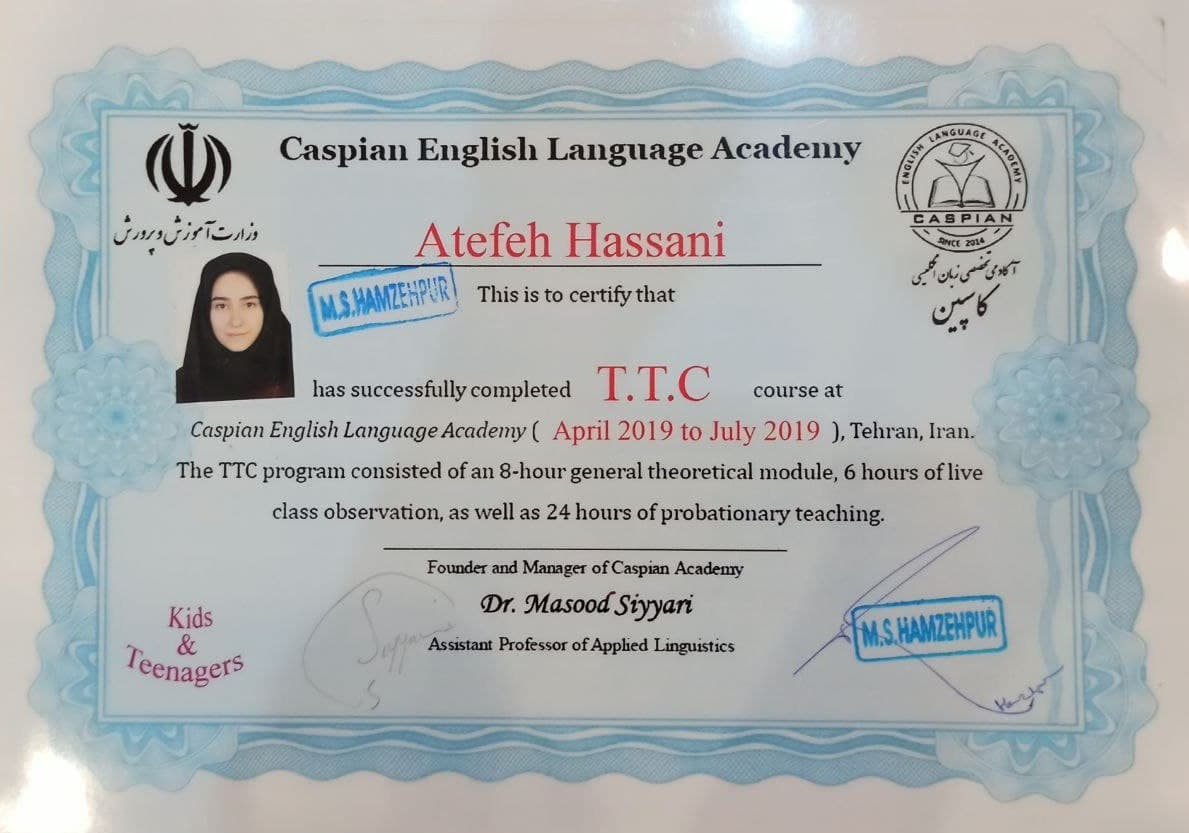 Caspian English Language Academy
وزارت آموزش و پرورش
ENGLISH LANGUAGE ACADEMY
CASPIAN
SINCE 2014
آکادمی تخصصی زبان انگلیسی
کاسپین
Atefeh Hassani
M.S.HAMZEHPUR
This is to certify that
has successfully completed T.T.C course at
Caspian English Language Academy ( April 2019 to July 2019 ), Tehran, Iran.
The TTC program consisted of an 8-hour general theoretical module, 6 hours of live
class observation, as well as 24 hours of probationary teaching.
Founder and Manager of Caspian Academy
Dr. Masood Siyyari
Assistant Professor of Applied Linguistics
Kids
&
Teenagers
M.S.HAMZEHPUR